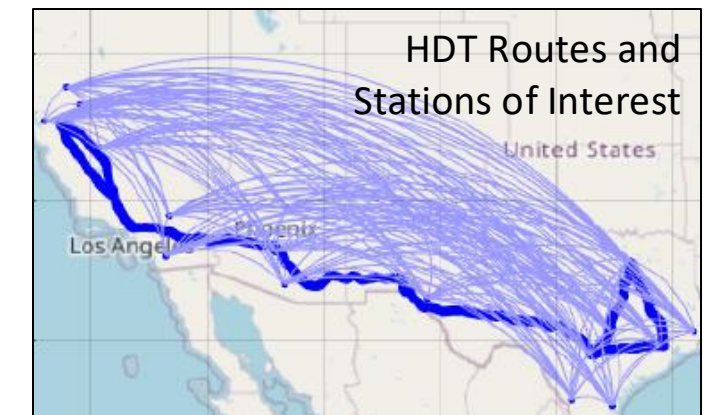 HDT Routes and
Stations of Interest
United States
Phoenix
Los Angel